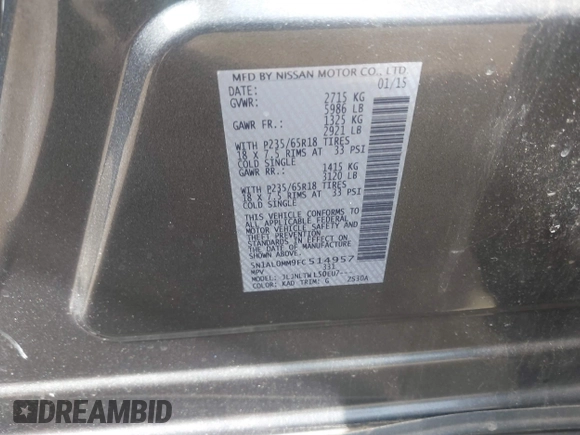 MFD BY NISSAN MOTOR CO., LTD
DATE: 01/15
GVWR: 2715 KG
5986 LB
GAWR FR.: 1325 KG
2921 LB
WITH P235/65R18 TIRES
18 X 7.5 RIMS AT 33 PSI
COLD SINGLE
GAWR RR.: 1415 KG
3120 LB
WITH P235/65R18 TIRES
18 X 7.5 RIMS AT 33 PSI
COLD SINGLE
THIS VEHICLE CONFORMS TO
ALL APPLICABLE FEDERAL
MOTOR VEHICLE SAFETY AND
THEFT PREVENTION
STANDARDS IN EFFECT ON
THE DATE OF MANUFACTURE
SHOWN ABOVE.
5N1AL0MM9FC514957
MPV 331
MODEL:
COLOR: KAD TRIM: G
DREAMBID